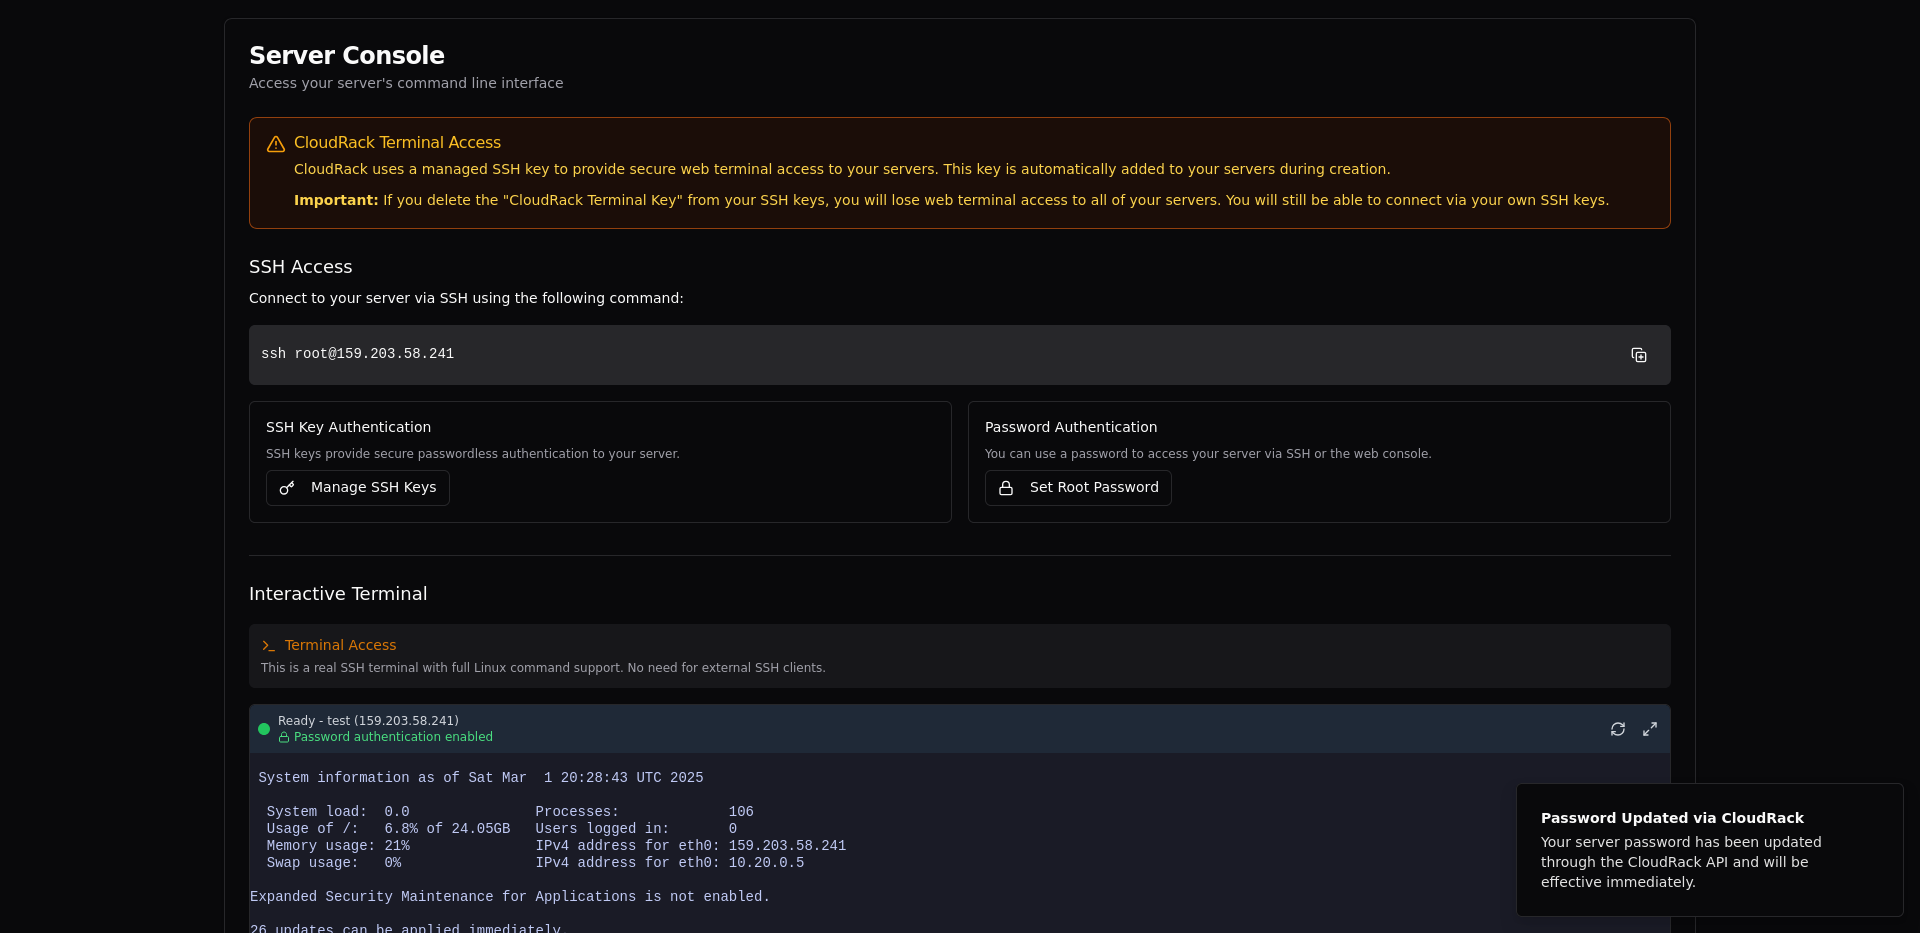 Server Console
Access your server's command line interface
CloudRack Terminal Access
CloudRack uses a managed SSH key to provide secure web terminal access to your servers. This key is automatically added to your servers during creation.
Important: If you delete the "CloudRack Terminal Key" from your SSH keys, you will lose web terminal access to all of your servers. You will still be able to connect via your own SSH keys.
SSH Access
Connect to your server via SSH using the following command:
ssh root@159.203.58.241
SSH Key Authentication
SSH keys provide secure passwordless authentication to your server.
Manage SSH Keys
Password Authentication
You can use a password to access your server via SSH or the web console.
Set Root Password
Interactive Terminal
Terminal Access
This is a real SSH terminal with full Linux command support. No need for external SSH clients.
Ready - test (159.203.58.241)
Password authentication enabled
System information as of Sat Mar  1 20:28:43 UTC 2025
System load:  0.0               Processes:             106
Usage of /:   6.8% of 24.05GB   Users logged in:       0
Memory usage: 21%               IPv4 address for eth0: 159.203.58.241
Swap usage:   0%                IPv4 address for eth0: 10.20.0.5
Expanded Security Maintenance for Applications is not enabled.
26 updates can be applied immediately.
Password Updated via CloudRack
Your server password has been updated
through the CloudRack API and will be
effective immediately.